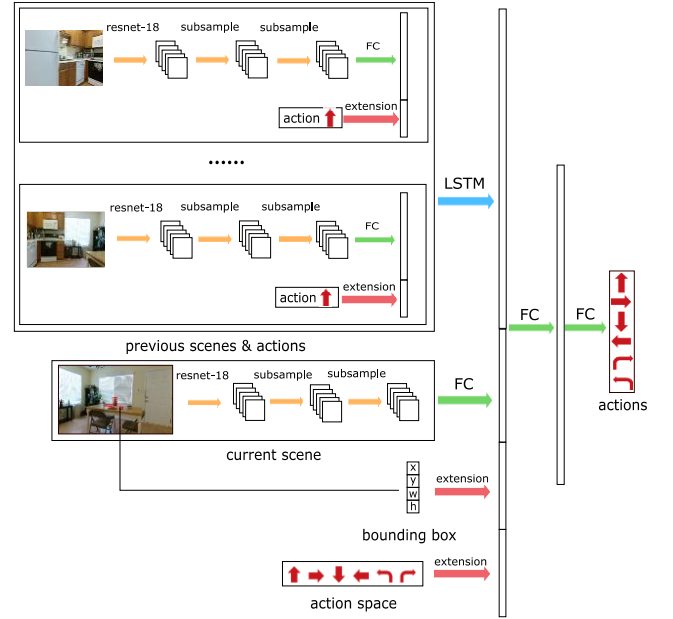 resnet-18 subsample subsample
FC
action extension
......
LSTM
resnet-18 subsample subsample
FC
action extension
previous scenes & actions
FC FC
resnet-18 subsample subsample
FC
actions
current scene
x
y
w
h
extension
bounding box
extension
action space